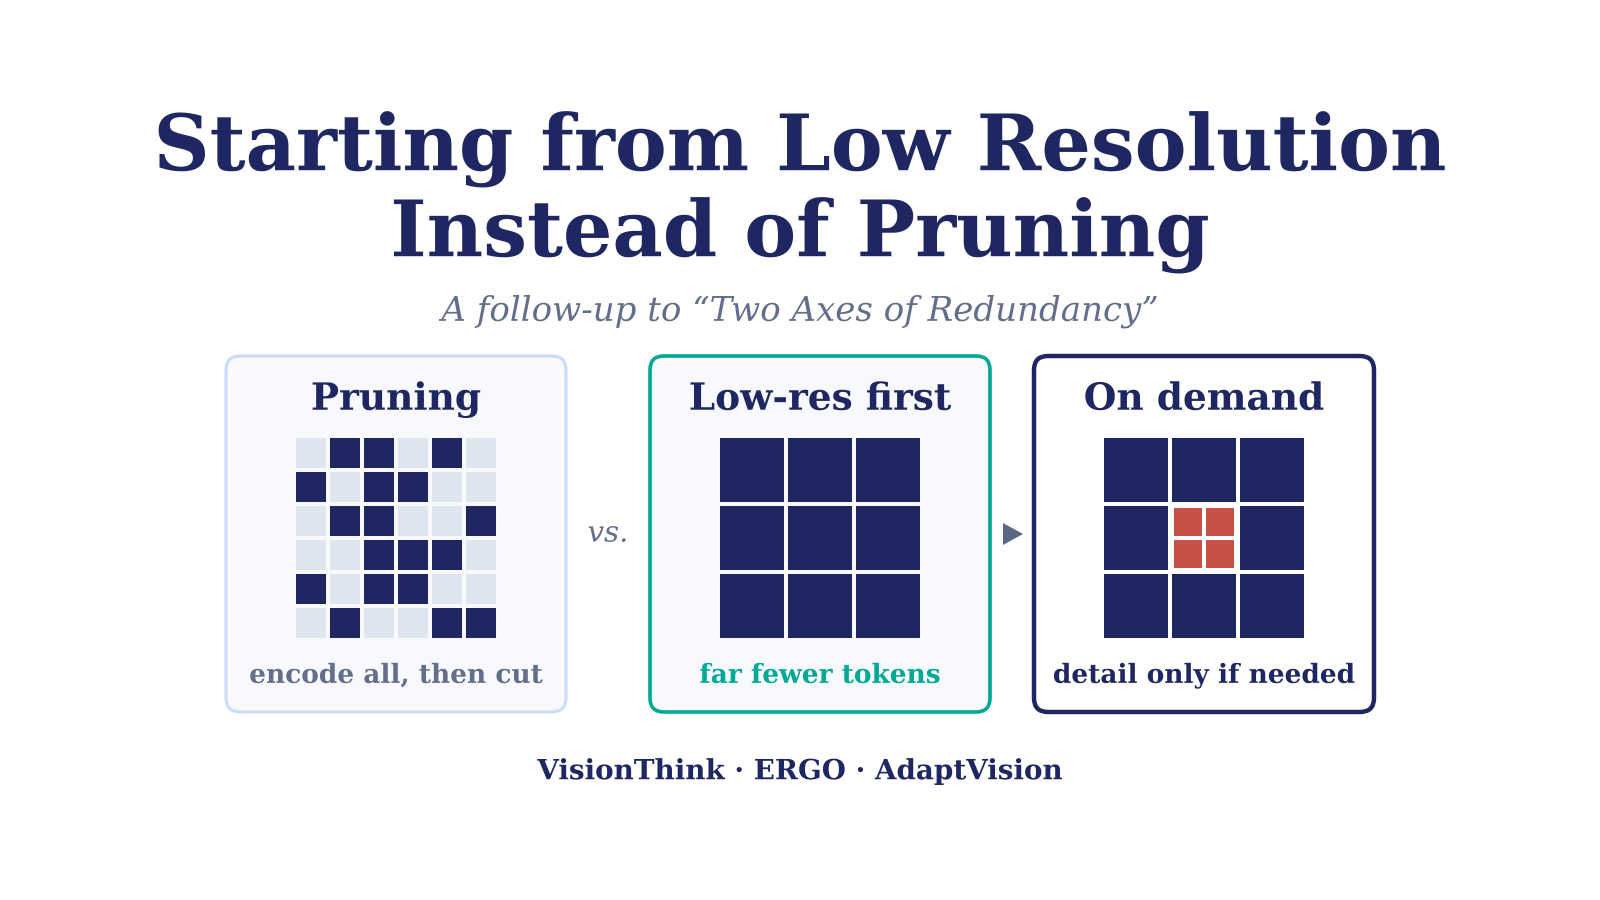 Starting from Low Resolution
Instead of Pruning
A follow-up to “Two Axes of Redundancy”
Pruning
encode all, then cut
vs.
Low-res first
far fewer tokens
On demand
detail only if needed
VisionThink · ERGO · AdaptVision